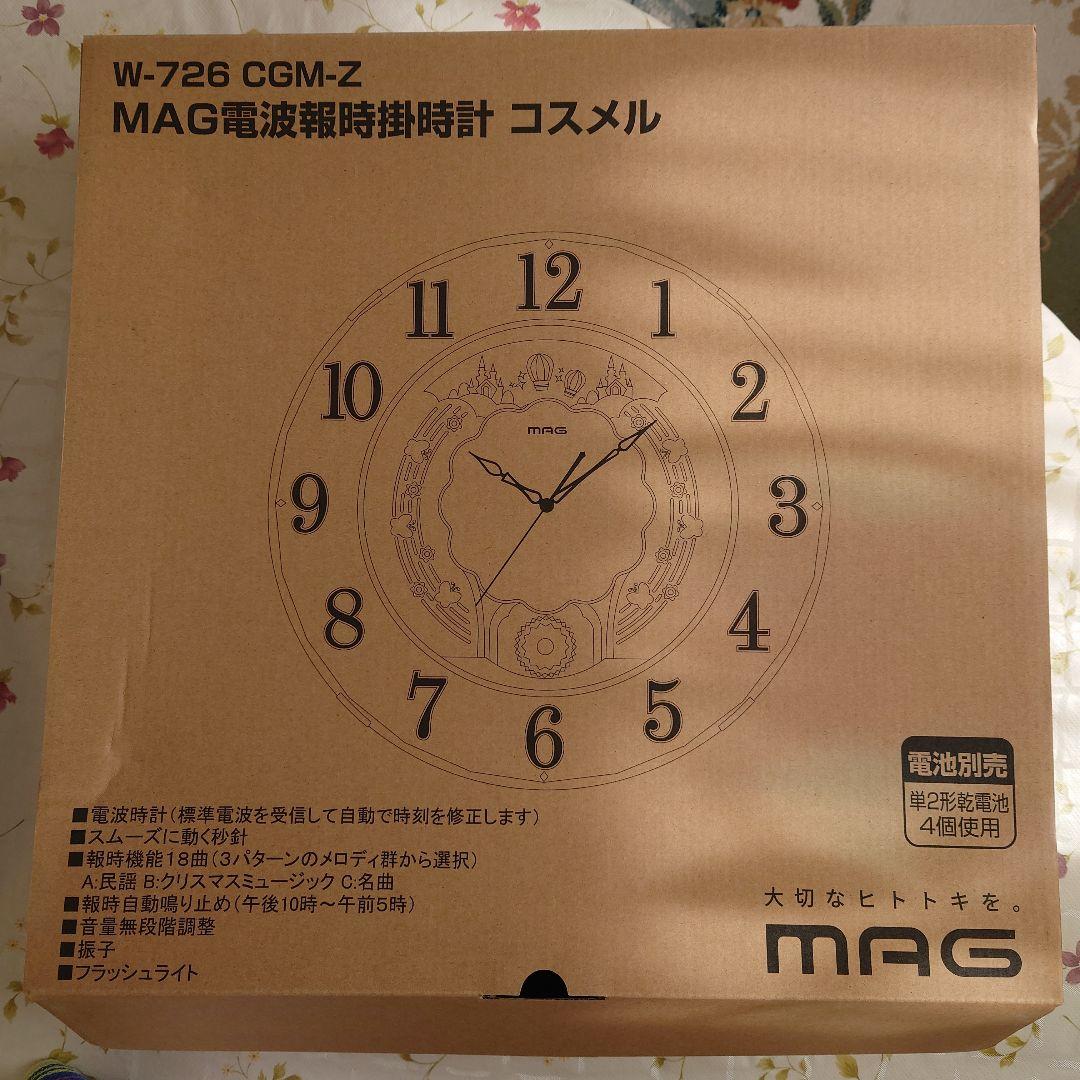 W-726 CGM-Z
MAG電波報時掛時計 コスメル
12
11
1
10
2
MAG
9
3
8
4
7
5
6
電池別売
単2形乾電池
4個使用
■電波時計(標準電波を受信して自動で時刻を修正します)
■スムーズに動く秒針
■報時機能18曲(3パターンのメロディ群から選択)
A:民謡 B:クリスマスミュージック C:名曲
■報時自動鳴り止め(午後10時～午前5時)
■音量無段階調整
■振子
■フラッシュライト
大切なヒトトキを。
MAG